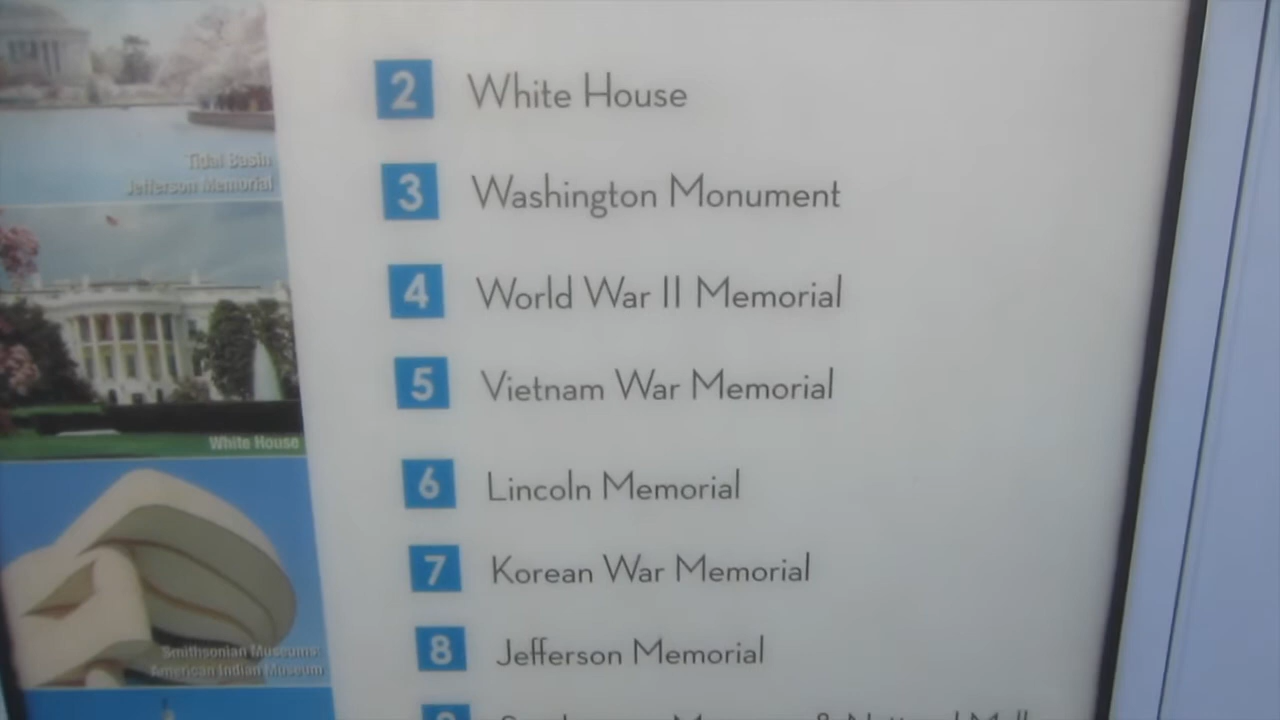 Tidal Basin
Jefferson Memorial
White House
Smithsonian Museums:
American Indian Museum
2 White House
3 Washington Monument
4 World War II Memorial
5 Vietnam War Memorial
6 Lincoln Memorial
7 Korean War Memorial
8 Jefferson Memorial